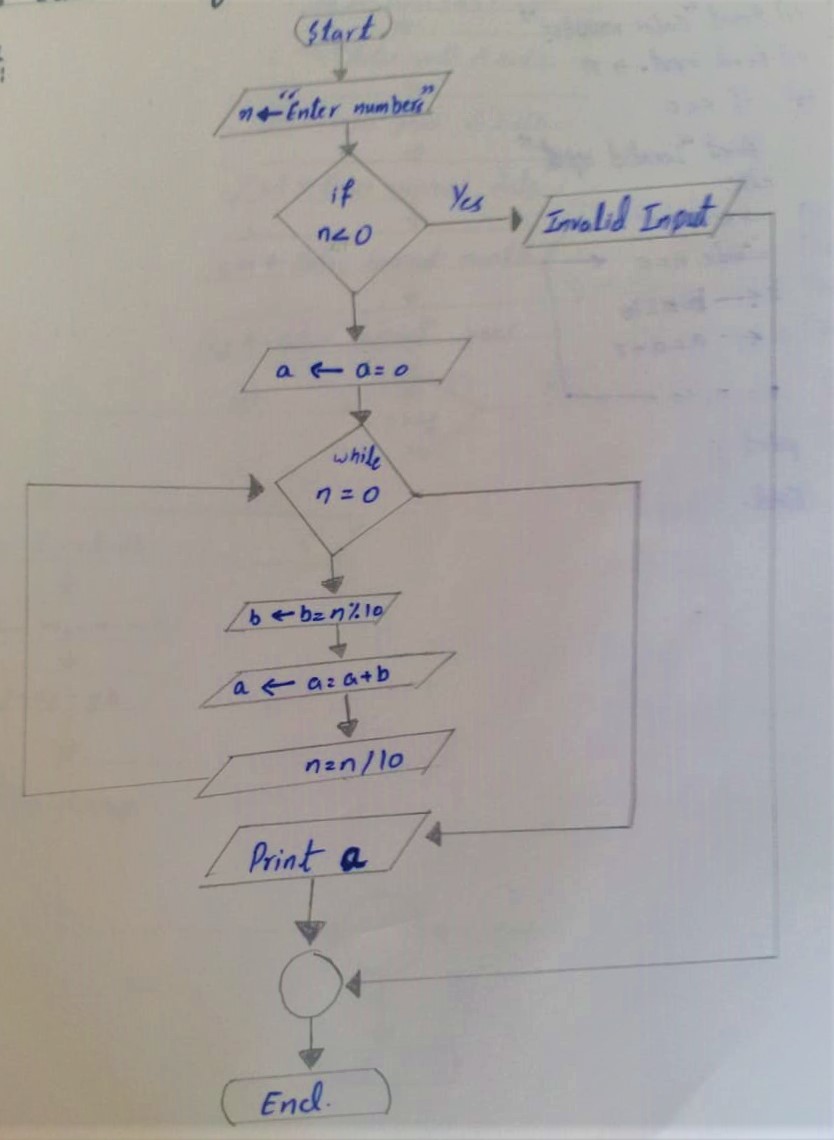 Start
n ← "Enter numbers"
if
n < 0
Yes
Invalid Input
a ← a = 0
while
n = 0
b ← b = n % 10
a ← a = a + b
n = n / 10
Print a
End.